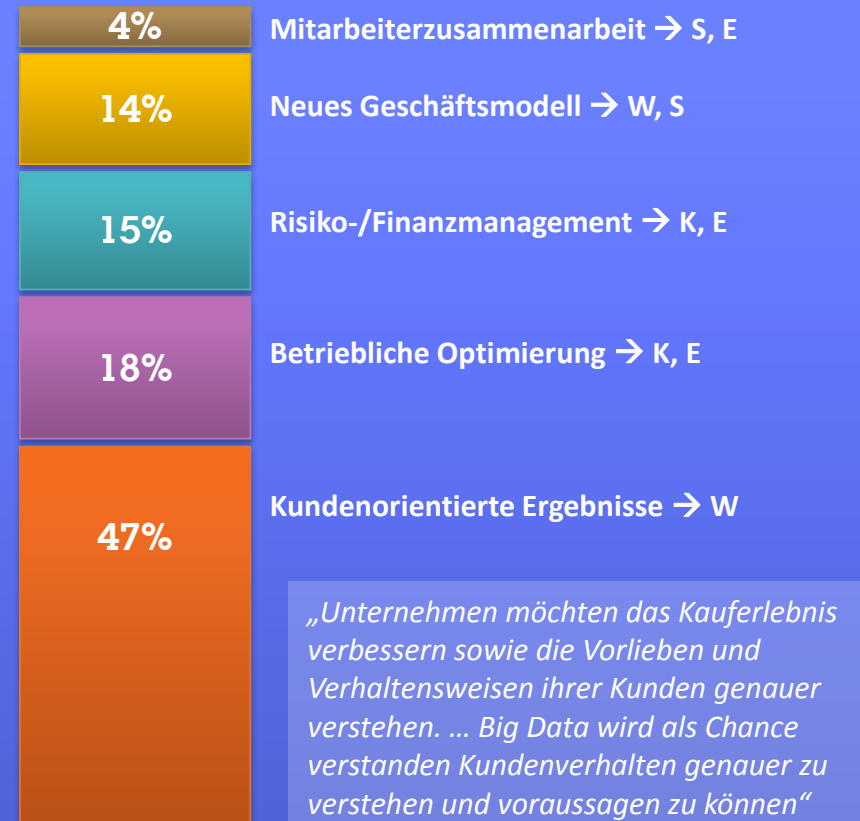 4% Mitarbeiterzusammenarbeit → S, E
14% Neues Geschäftsmodell → W, S
15% Risiko-/Finanzmanagement → K, E
18% Betriebliche Optimierung → K, E
47% Kundenorientierte Ergebnisse → W
„Unternehmen möchten das Kauferlebnis
verbessern sowie die Vorlieben und
Verhaltensweisen ihrer Kunden genauer
verstehen. … Big Data wird als Chance
verstanden Kundenverhalten genauer zu
verstehen und voraussagen zu können“